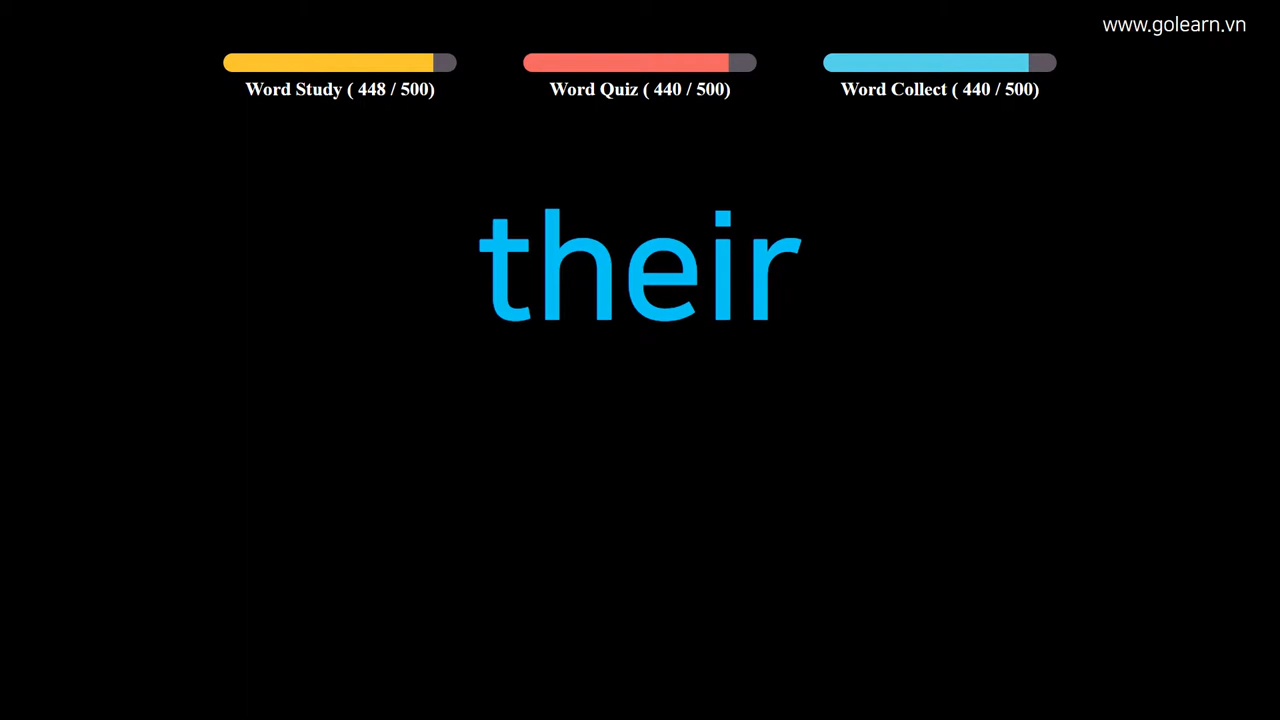 www.golearn.vn
Word Study ( 448 / 500)
Word Quiz ( 440 / 500)
Word Collect ( 440 / 500)
their